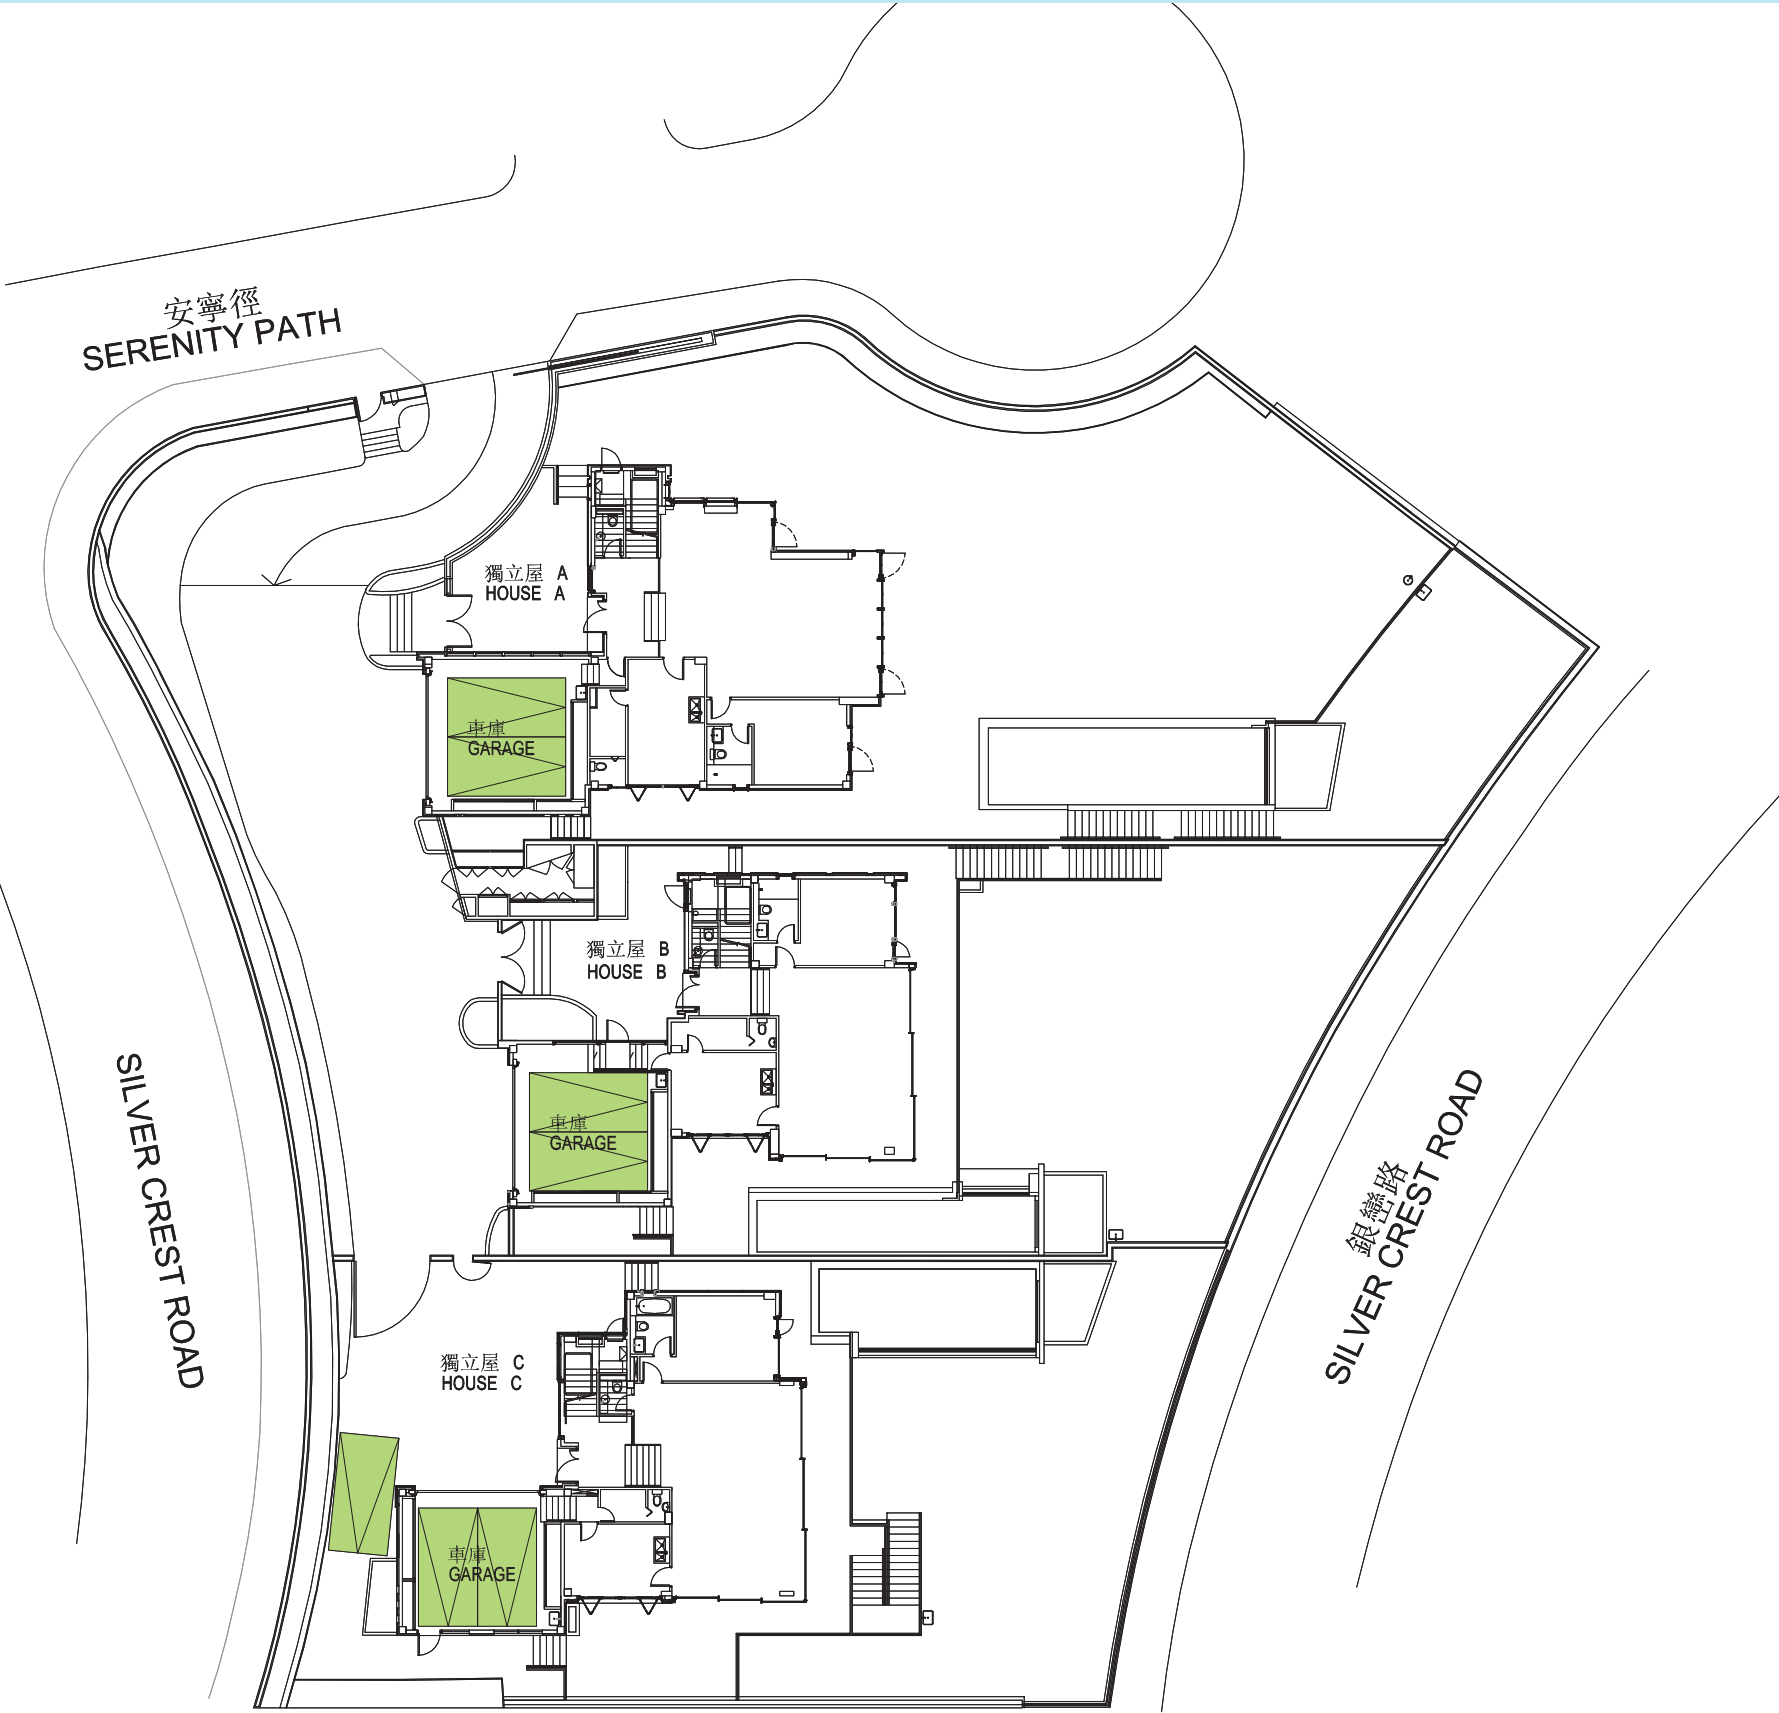 安寧徑
SERENITY PATH
獨立屋 A
HOUSE A
車庫
GARAGE
獨立屋 B
HOUSE B
車庫
GARAGE
SILVER CREST ROAD
銀巒路
SILVER CREST ROAD
獨立屋 C
HOUSE C
車庫
GARAGE